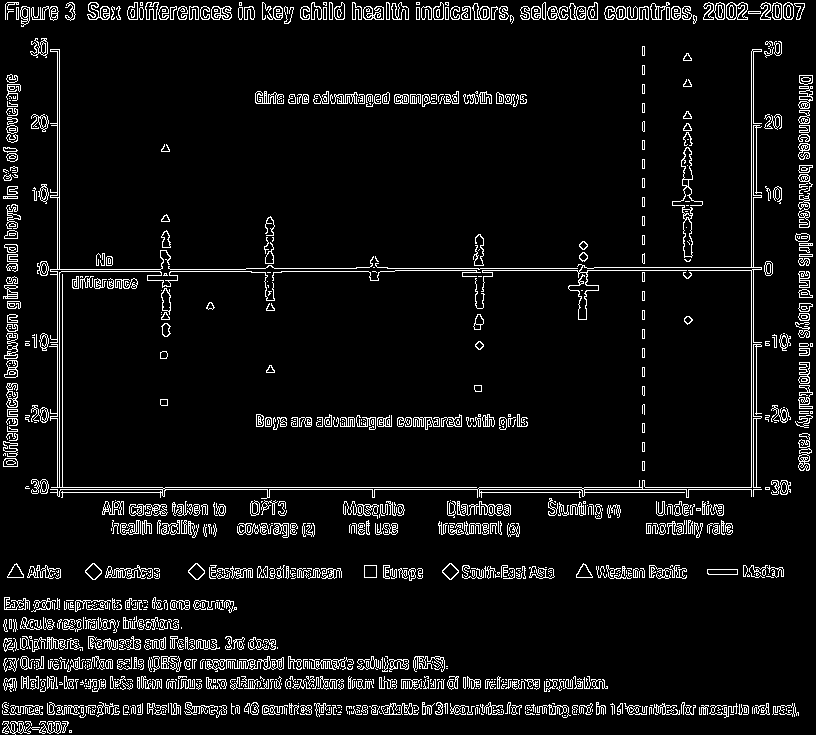 Figure 3 Sex differences in key child health indicators, selected countries, 2002–2007
Differences between girls and boys in % of coverage
30
20
10
0
-10
-20
-30
Girls are advantaged compared with boys
No
difference
Boys are advantaged compared with girls
30
20
10
0
-10
-20
-30
Differences between girls and boys in mortality rates
ARI cases taken to
health facility (1)
DPT3
coverage (2)
Mosquito
net use
Diarrhoea
treatment (3)
Stunting (4)
Under-five
mortality rate
Africa
Americas
Eastern Mediterranean
Europe
South-East Asia
Western Pacific
Median
Each point represents data for one country.
(1) Acute respiratory infections.
(2) Diphtheria, Pertussis and Tetanus. 3rd dose.
(3) Oral rehydration salts (ORS) or recommended homemade solutions (RHS).
(4) Height-for-age less than minus two standard deviations from the median of the reference population.
Source: Demographic and Health Surveys in countries (data was available in 31 countries for stunting and in 14 countries for mosquito net use),
2002–2007.